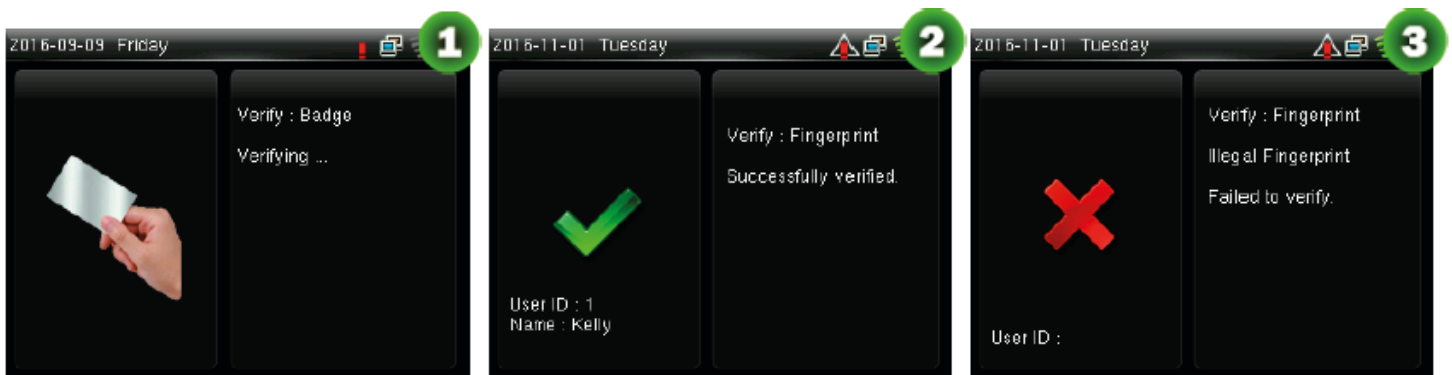 2016-09-09 Friday
1
Verify : Badge
Verifying ...
2016-11-01 Tuesday
2
Verify : Fingerprint
Successfully verified.
User ID : 1
Name : Kelly
2016-11-01 Tuesday
3
Verify : Fingerprint
Illegal Fingerprint
Failed to verify.
User ID :